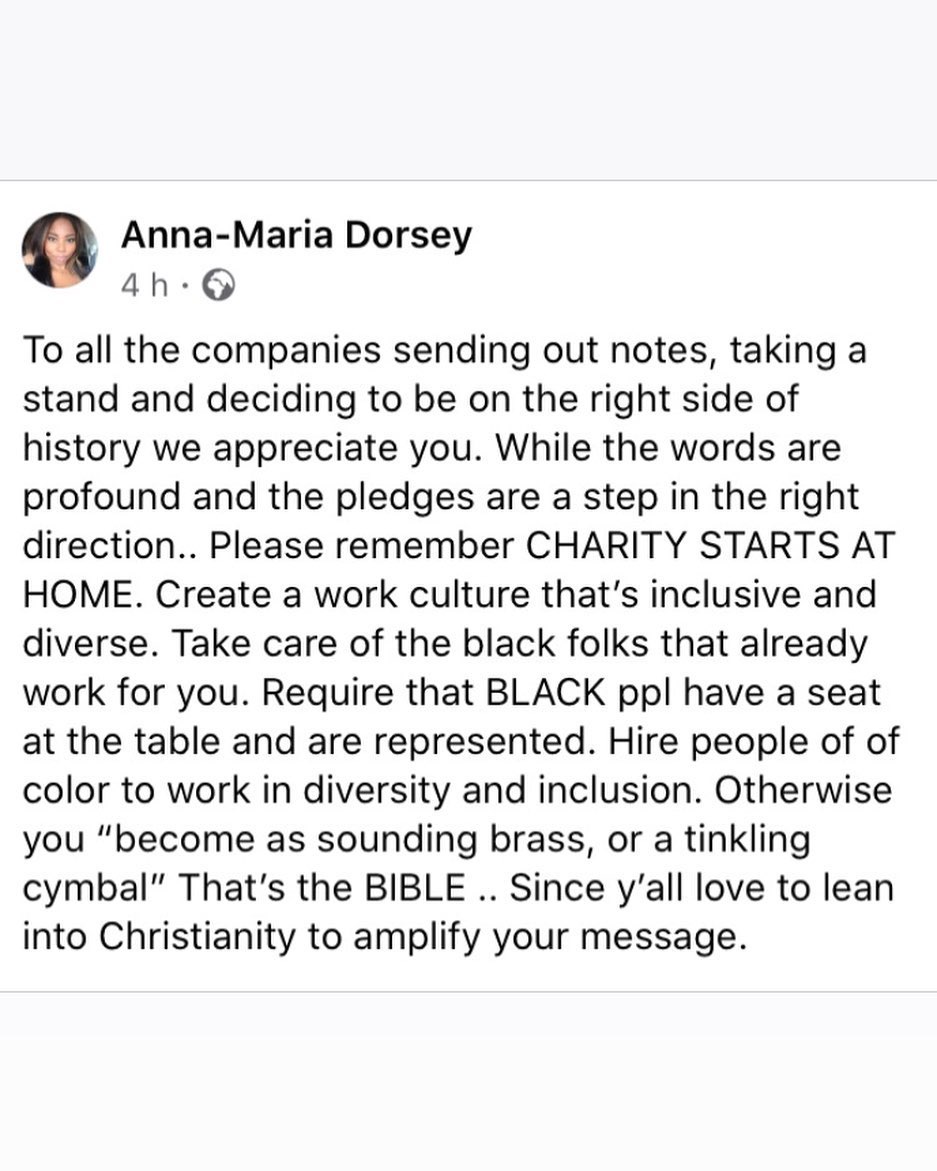 Anna-Maria Dorsey
4 h ·
To all the companies sending out notes, taking a
stand and deciding to be on the right side of
history we appreciate you. While the words are
profound and the pledges are a step in the right
direction.. Please remember CHARITY STARTS AT
HOME. Create a work culture that’s inclusive and
diverse. Take care of the black folks that already
work for you. Require that BLACK ppl have a seat
at the table and are represented. Hire people of of
color to work in diversity and inclusion. Otherwise
you “become as sounding brass, or a tinkling
cymbal” That’s the BIBLE .. Since y’all love to lean
into Christianity to amplify your message.